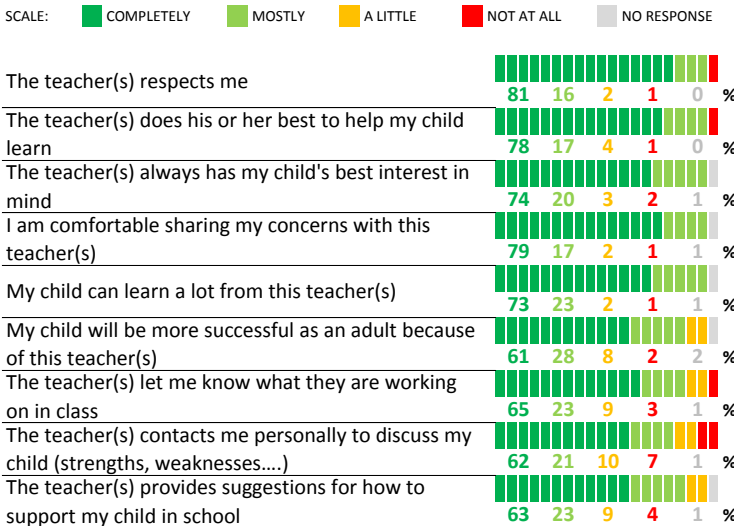 SCALE: COMPLETELY MOSTLY A LITTLE NOT AT ALL NO RESPONSE
The teacher(s) respects me
81 16 2 1 0 %
The teacher(s) does his or her best to help my child
learn
78 17 4 1 0 %
The teacher(s) always has my child's best interest in
mind
74 20 3 2 1 %
I am comfortable sharing my concerns with this
teacher(s)
79 17 2 1 1 %
My child can learn a lot from this teacher(s)
73 23 2 1 1 %
My child will be more successful as an adult because
of this teacher(s)
61 28 8 2 2 %
The teacher(s) let me know what they are working
on in class
65 23 9 3 1 %
The teacher(s) contacts me personally to discuss my
child (strengths, weaknesses....)
62 21 10 7 1 %
The teacher(s) provides suggestions for how to
support my child in school
63 23 9 4 1 %